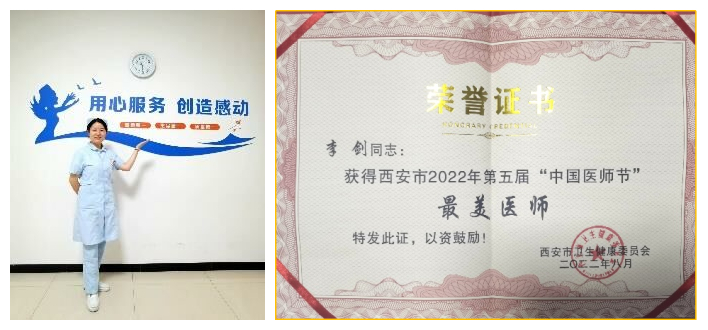 用心服务 创造感动
荣誉证书
HONORARY CREDENTIAL
李剑同志：
获得西安市2022年第五届“中国医师节”
最美医师
特发此证，以资鼓励！
西安市卫生健康委员会
二〇二二年八月